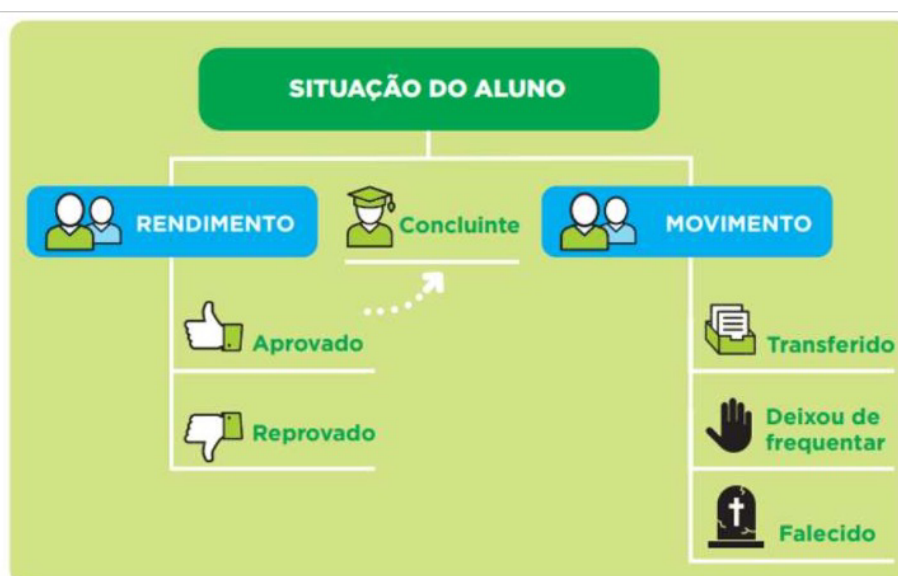 SITUAÇÃO DO ALUNO
RENDIMENTO
Concluinte
MOVIMENTO
Aprovado
Reprovado
Transferido
Deixou de
frequentar
Falecido